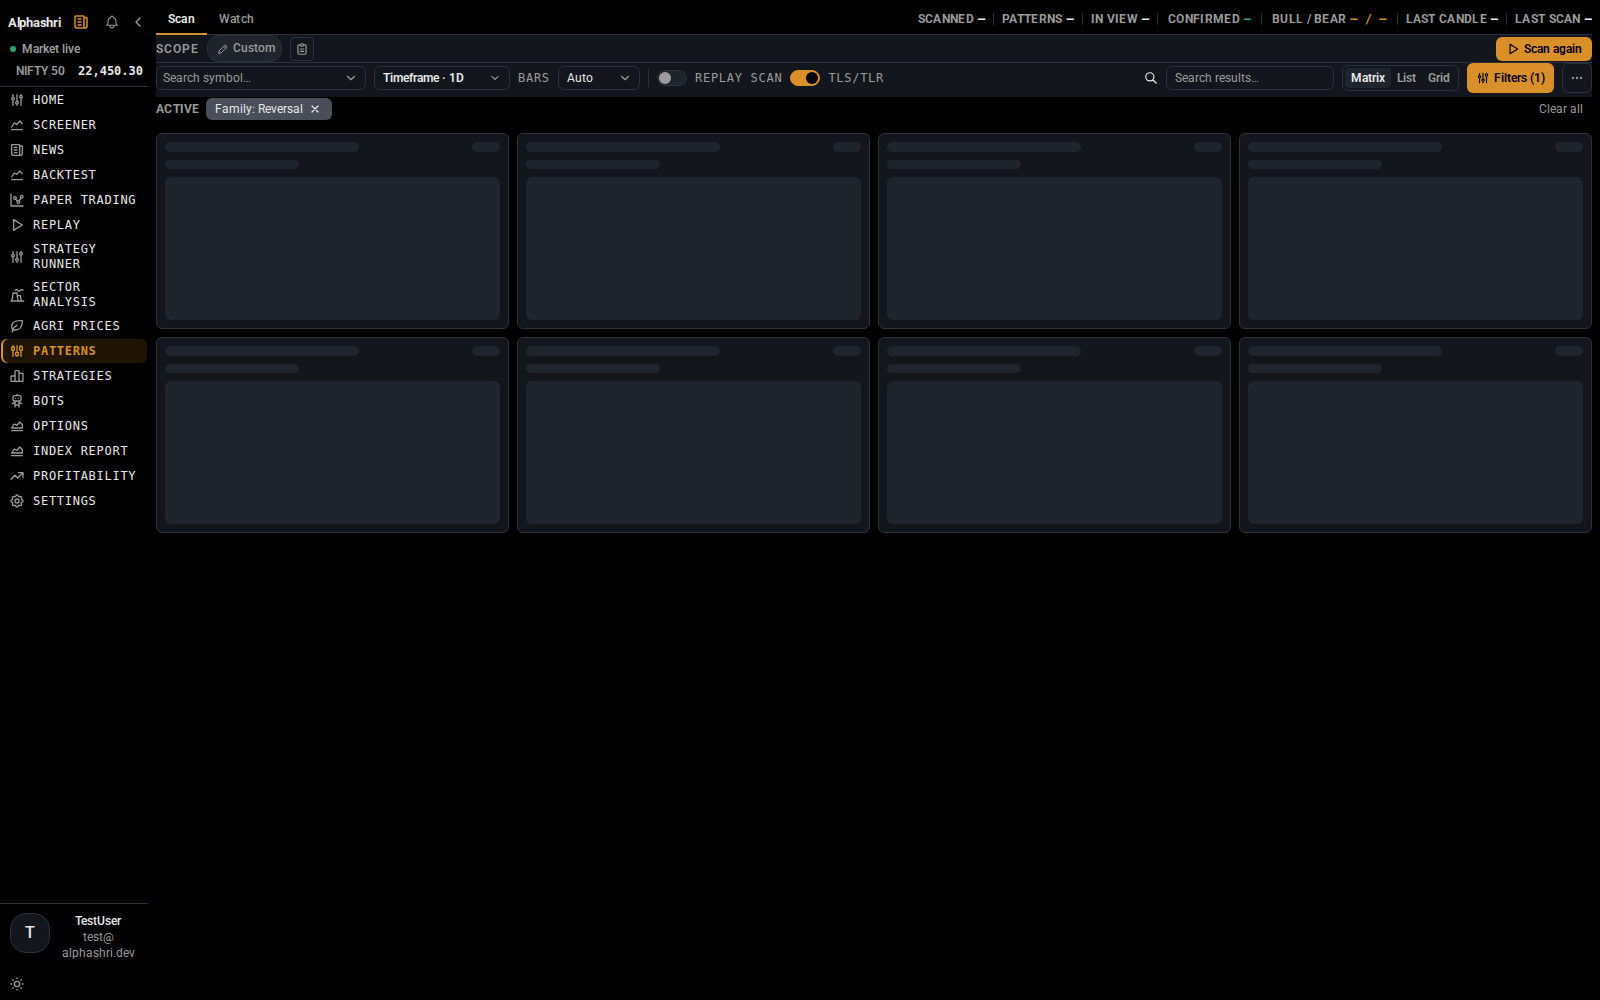 Alphashri
Market live
NIFTY 50 22,450.30
HOME
SCREENER
NEWS
BACKTEST
PAPER TRADING
REPLAY
STRATEGY
RUNNER
SECTOR
ANALYSIS
AGRI PRICES
PATTERNS
STRATEGIES
BOTS
OPTIONS
INDEX REPORT
PROFITABILITY
SETTINGS
TestUser
test@
alphashri.dev
T
Scan Watch
SCANNED – PATTERNS – IN VIEW – CONFIRMED – BULL / BEAR – / – LAST CANDLE – LAST SCAN –
SCOPE Custom Scan again
Search symbol… Timeframe · 1D BARS Auto REPLAY SCAN TLS/TLR Search results… Matrix List Grid Filters (1) ···
ACTIVE Family: Reversal × Clear all